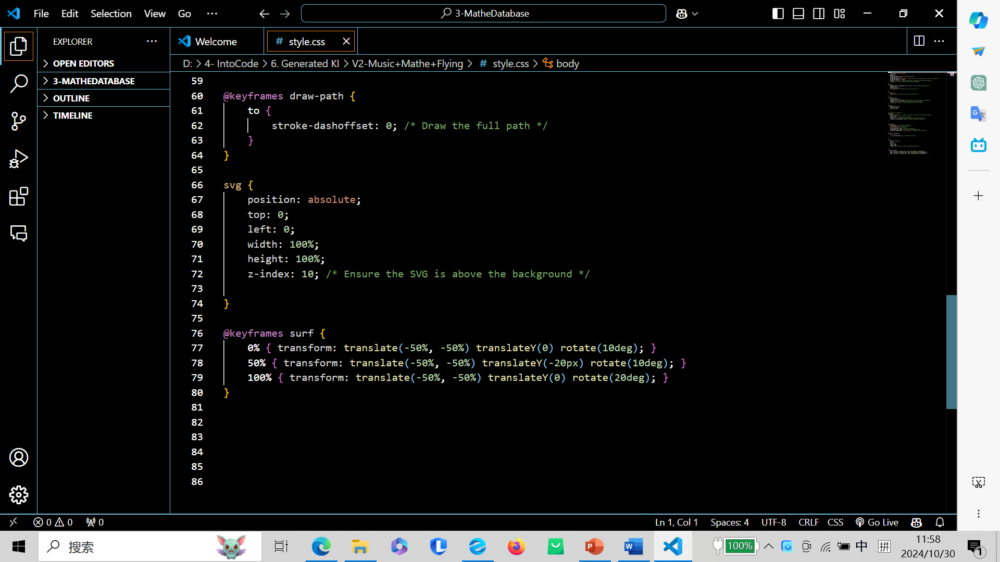 File Edit Selection View Go ···
3-MatheDatabase
EXPLORER
OPEN EDITORS
3-MATHEDATABASE
OUTLINE
TIMELINE
Welcome
# style.css
D: > 4- IntoCode > 6. Generated KI > V2-Music+Mathe+Flying > # style.css > body
59
60 @keyframes draw-path {
61 to {
62 stroke-dashoffset: 0; /* Draw the full path */
63 }
64 }
65
66 svg {
67 position: absolute;
68 top: 0;
69 left: 0;
70 width: 100%;
71 height: 100%;
72 z-index: 10; /* Ensure the SVG is above the background */
73
74 }
75
76 @keyframes surf {
77 0% { transform: translate(-50%, -50%) translateY(0) rotate(10deg); }
78 50% { transform: translate(-50%, -50%) translateY(-20px) rotate(10deg); }
79 100% { transform: translate(-50%, -50%) translateY(0) rotate(20deg); }
80 }
81
82
83
84
85
86
0 0 0
Ln 1, Col 1 Spaces: 4 UTF-8 CRLF CSS Go Live
搜索
100%
中
拼
11:58
2024/10/30
1